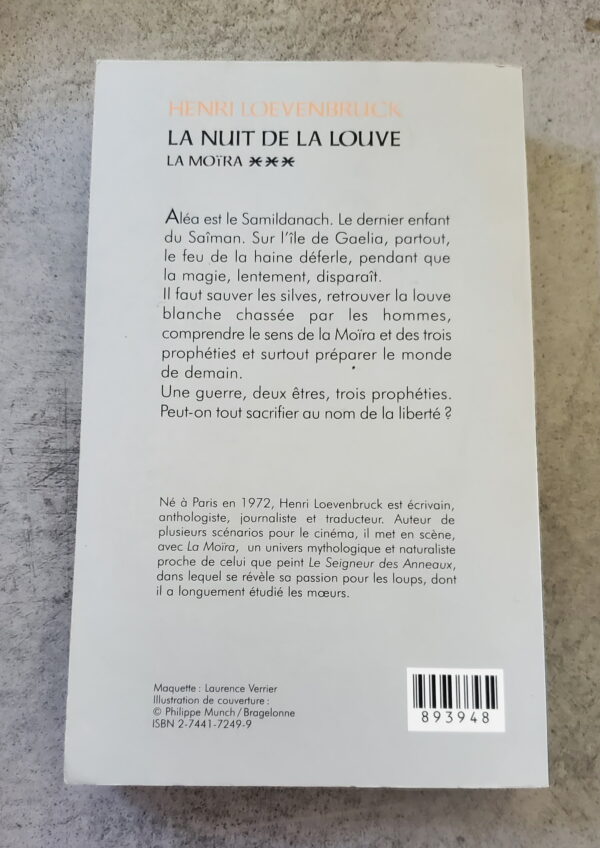 HENRI LOEVENBRUCK
LA NUIT DE LA LOUVE
LA MOÏRA ***
Aléa est le Samildanach. Le dernier enfant
du Saîman. Sur l'île de Gaelia, partout,
le feu de la haine déferle, pendant que
la magie, lentement, disparaît.
Il faut sauver les silves, retrouver la louve
blanche chassée par les hommes,
comprendre le sens de la Moïra et des trois
prophéties et surtout préparer le monde
de demain.
Une guerre, deux êtres, trois prophéties.
Peut-on tout sacrifier au nom de la liberté ?
Né à Paris en 1972, Henri Loevenbruck est écrivain,
anthologiste, journaliste et traducteur. Auteur de
plusieurs scénarios pour le cinéma, il met en scène,
avec La Moïra, un univers mythologique et naturaliste
proche de celui que peint Le Seigneur des Anneaux,
dans lequel se révèle sa passion pour les loups, dont
il a longuement étudié les mœurs.
Maquette : Laurence Verrier
Illustration de couverture :
© Philippe Munch / Bragelonne
ISBN 2-7441-7249-9
893948